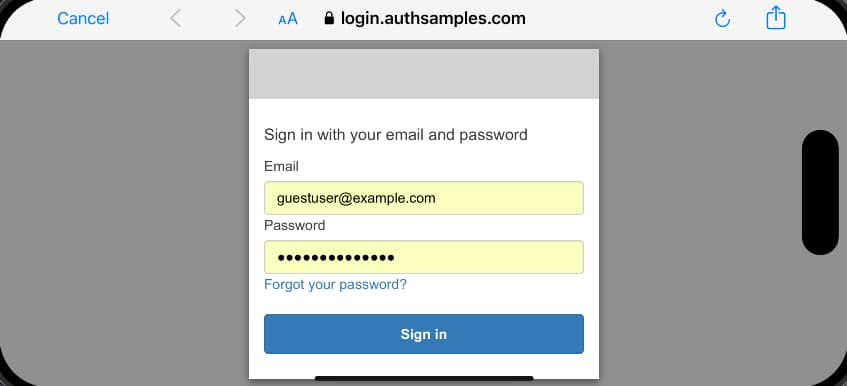 Cancel AA login.authsamples.com
Sign in with your email and password
Email
guestuser@example.com
Password
••••••••••••••
Forgot your password?
Sign in